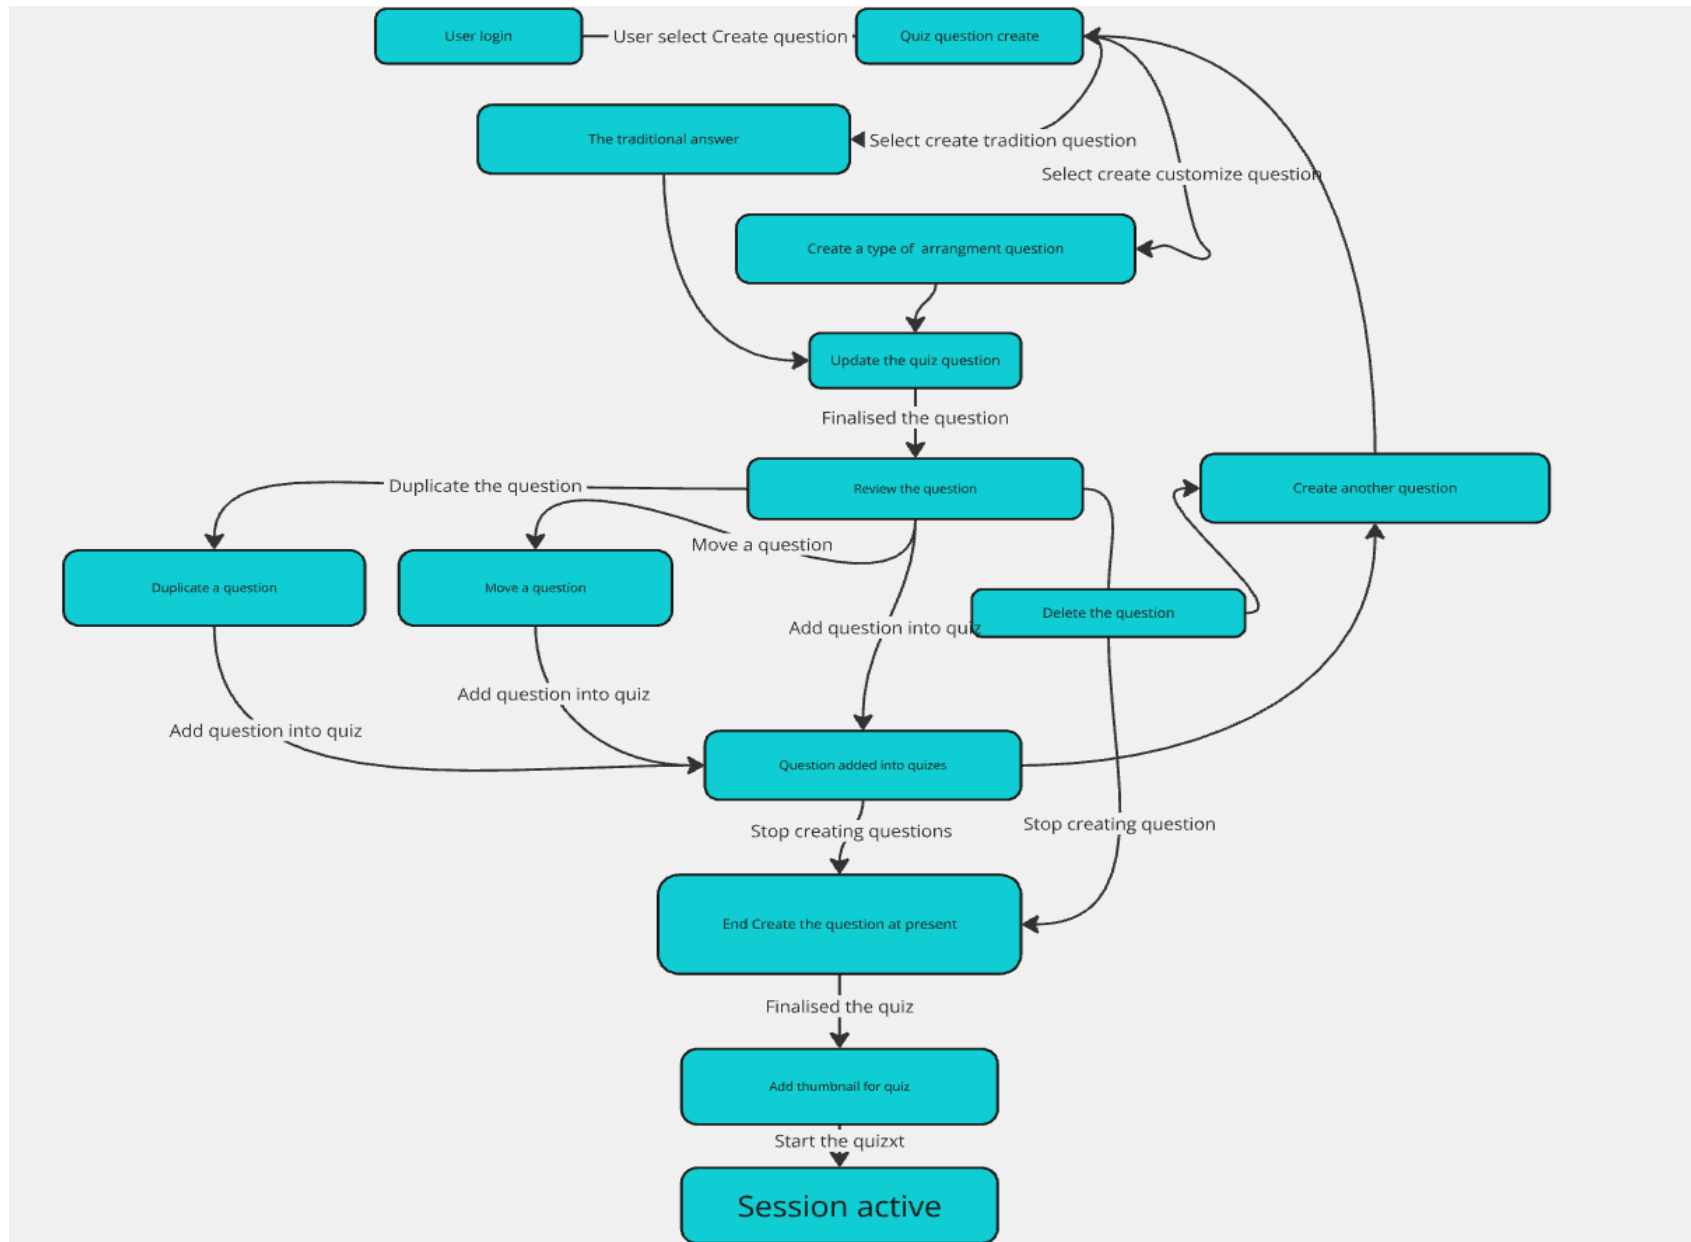 User login
User select Create question
Quiz question create
The traditional answer
Select create tradition question
Select create customize question
Create a type of  arrangment question
Update the quiz question
Finalised the question
Duplicate the question
Review the question
Create another question
Move a question
Duplicate a question
Move a question
Delete the question
Add question into quiz
Add question into quiz
Add question into quiz
Question added into quizes
Stop creating questions
Stop creating question
End Create the question at present
Finalised the quiz
Add thumbnail for quiz
Start the quizxt
Session active